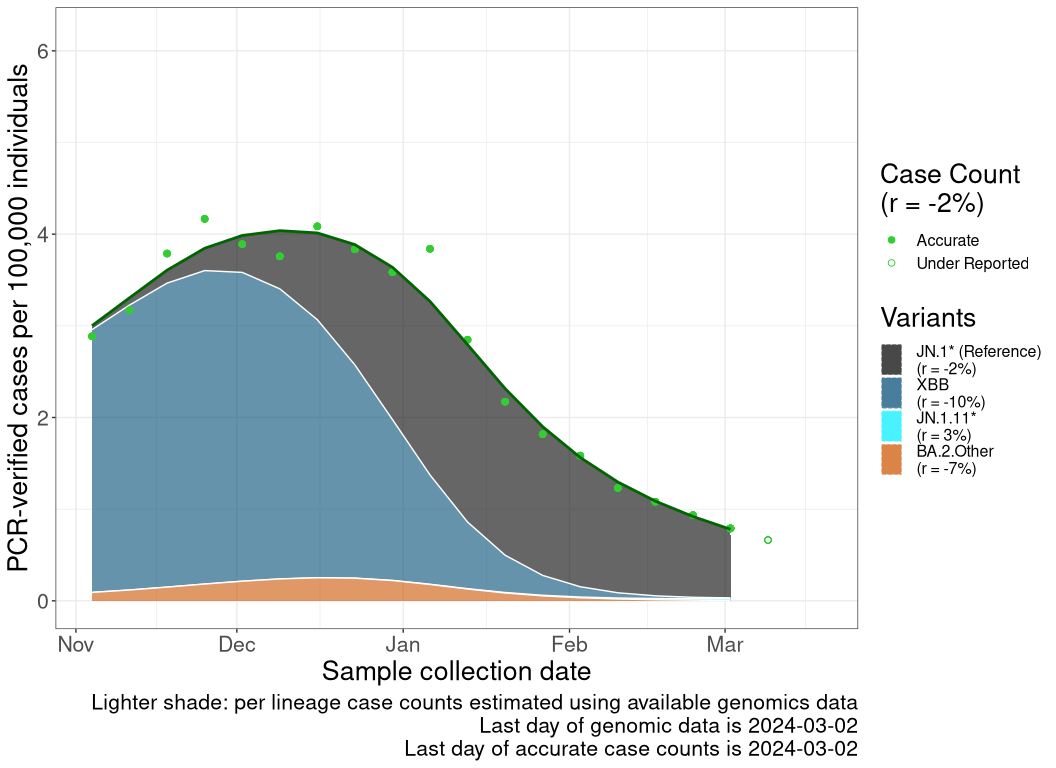 PCR-verified cases per 100,000 individuals
6
4
2
0
Nov
Dec
Jan
Feb
Mar
Sample collection date
Lighter shade: per lineage case counts estimated using available genomics data
Last day of genomic data is 2024-03-02
Last day of accurate case counts is 2024-03-02
Case Count
(r = -2%)
Accurate
Under Reported
Variants
JN.1* (Reference)
(r = -2%)
XBB
(r = -10%)
JN.1.11*
(r = 3%)
BA.2.Other
(r = -7%)